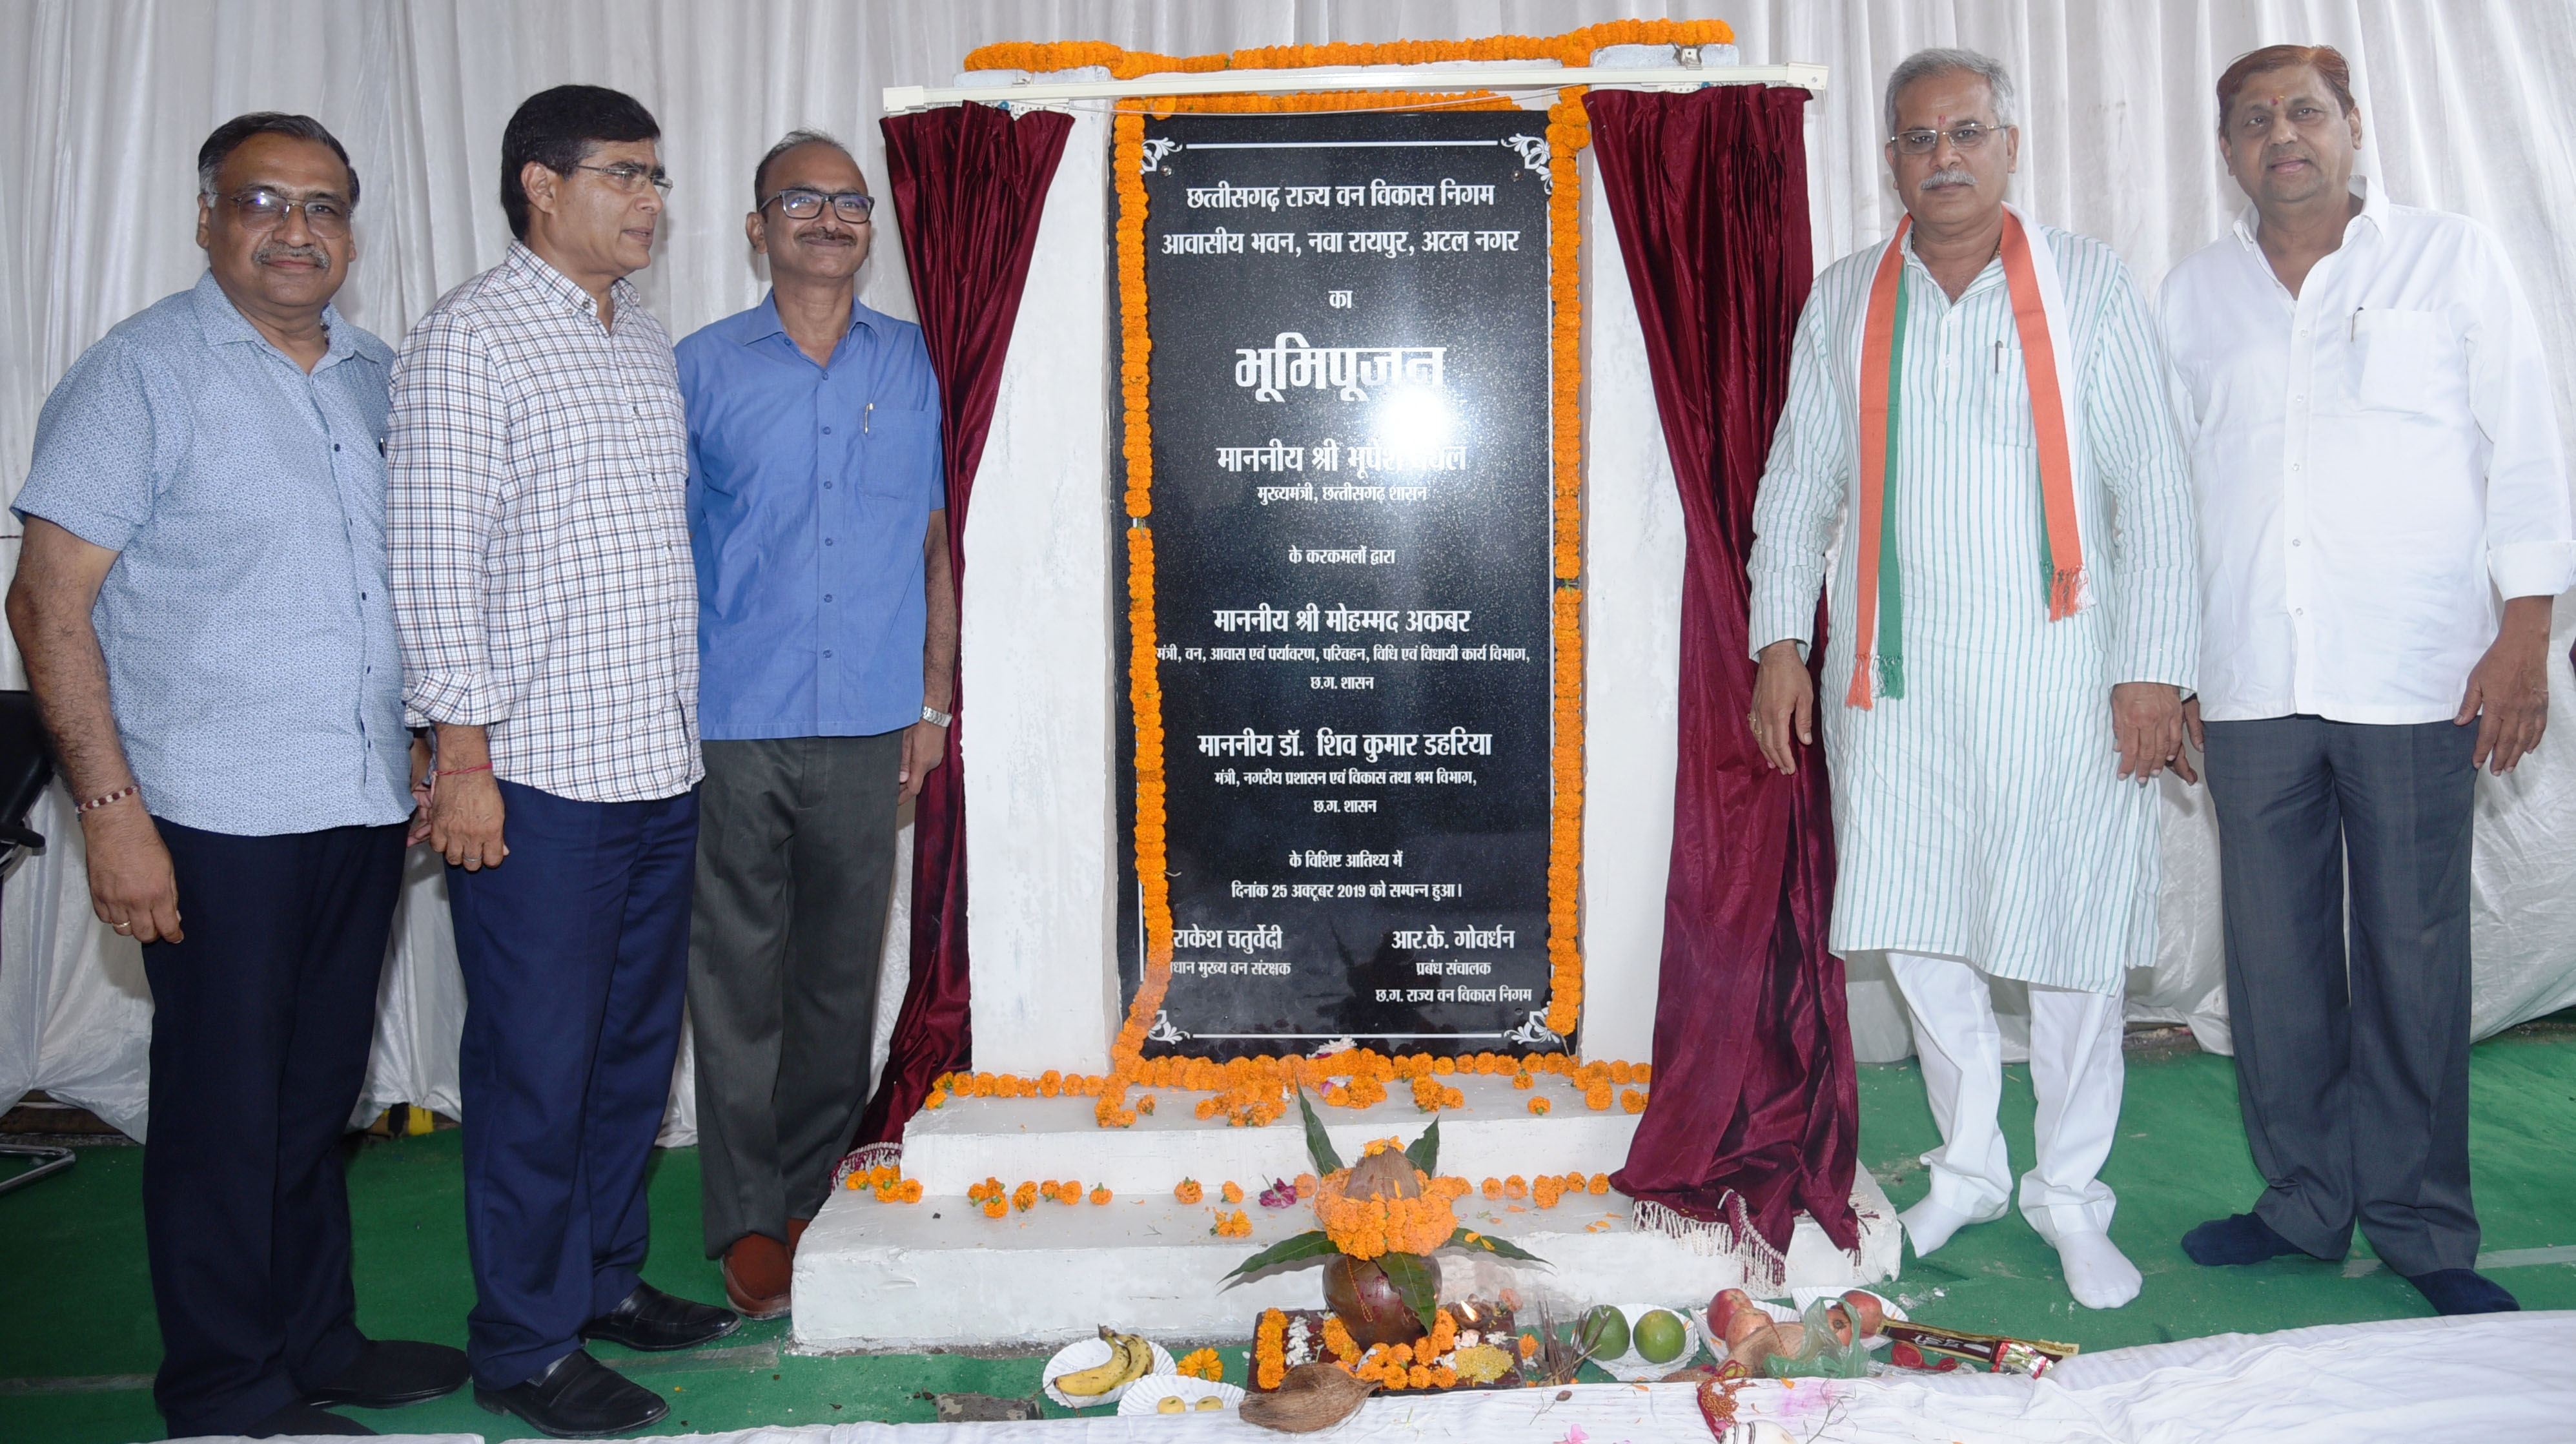 छत्तीसगढ़ राज्य वन विकास निगम
आवासीय भवन, नवा रायपुर, अटल नगर
का
भूमिपूजन
माननीय श्री भूपेश
मुख्यमंत्री, छत्तीसगढ़ शासन
के करकमलों द्वारा
माननीय श्री मोहम्मद अकबर
मंत्री, वन, आवास एवं पर्यावरण, परिवहन, विधि एवं विधायी कार्य विभाग,
छ.ग. शासन
माननीय डॉ. शिव कुमार डहरिया
मंत्री, नगरीय प्रशासन एवं विकास तथा श्रम विभाग,
छ.ग. शासन
के विशिष्ट आतिथ्य में
दिनांक 25 अक्टूबर 2019 को सम्पन्न हुआ।
राकेश चतुर्वेदी
मुख्य वन संरक्षक
आर.के. गोवर्धन
प्रबंध संचालक
छ.ग. राज्य वन विकास निगम